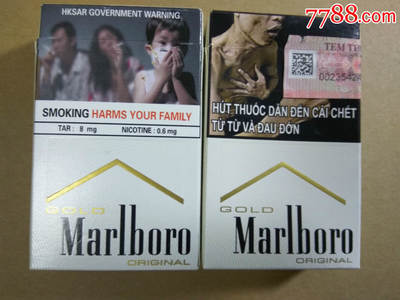 7788.com
HKSAR GOVERNMENT WARNING
SMOKING HARMS YOUR FAMILY
TAR : 8 mg NICOTINE : 0.6 mg
GOLD
Marlboro
ORIGINAL
TEM
HÚT THUỐC DẪN ĐẾN CÁI CHẾT
TỪ TỪ VÀ ĐAU ĐỚN
GOLD
Marlboro
ORIGINAL